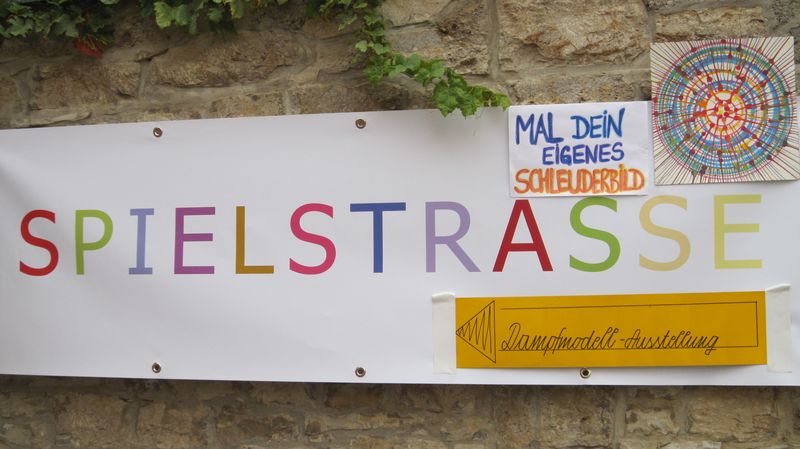 MAL DEIN
EIGENES
SCHLEUDERBILD
SPIELSTRASSE
Dampfmodell-Ausstellung